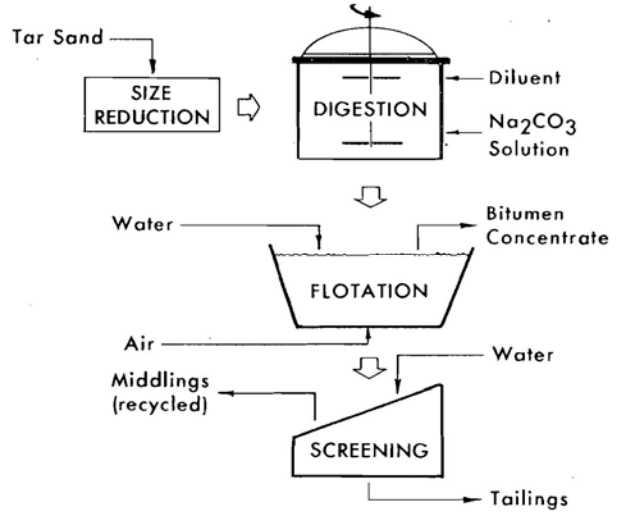 Tar Sand
SIZE
REDUCTION
DIGESTION
Diluent
Na₂CO₃
Solution
Water
Bitumen
Concentrate
FLOTATION
Air
Water
Middlings
(recycled)
SCREENING
Tailings